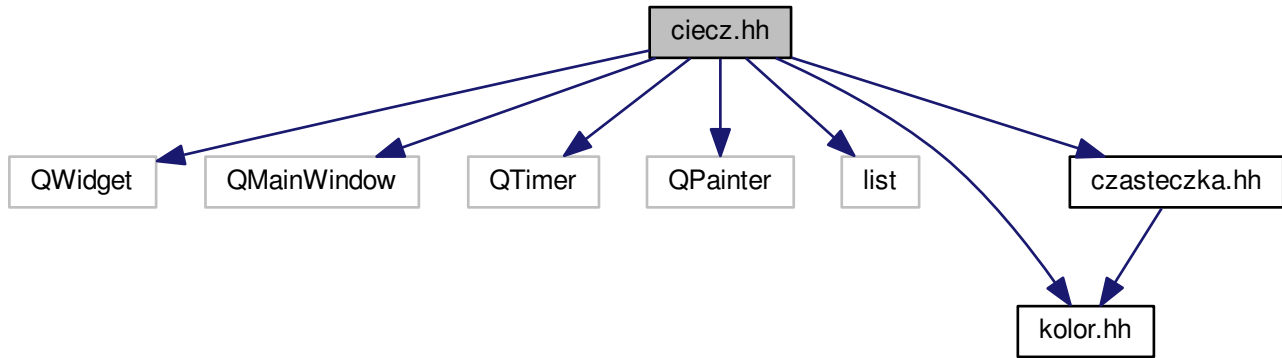 ciecz.hh
QWidget
QMainWindow
QTimer
QPainter
list
czasteczka.hh
kolor.hh